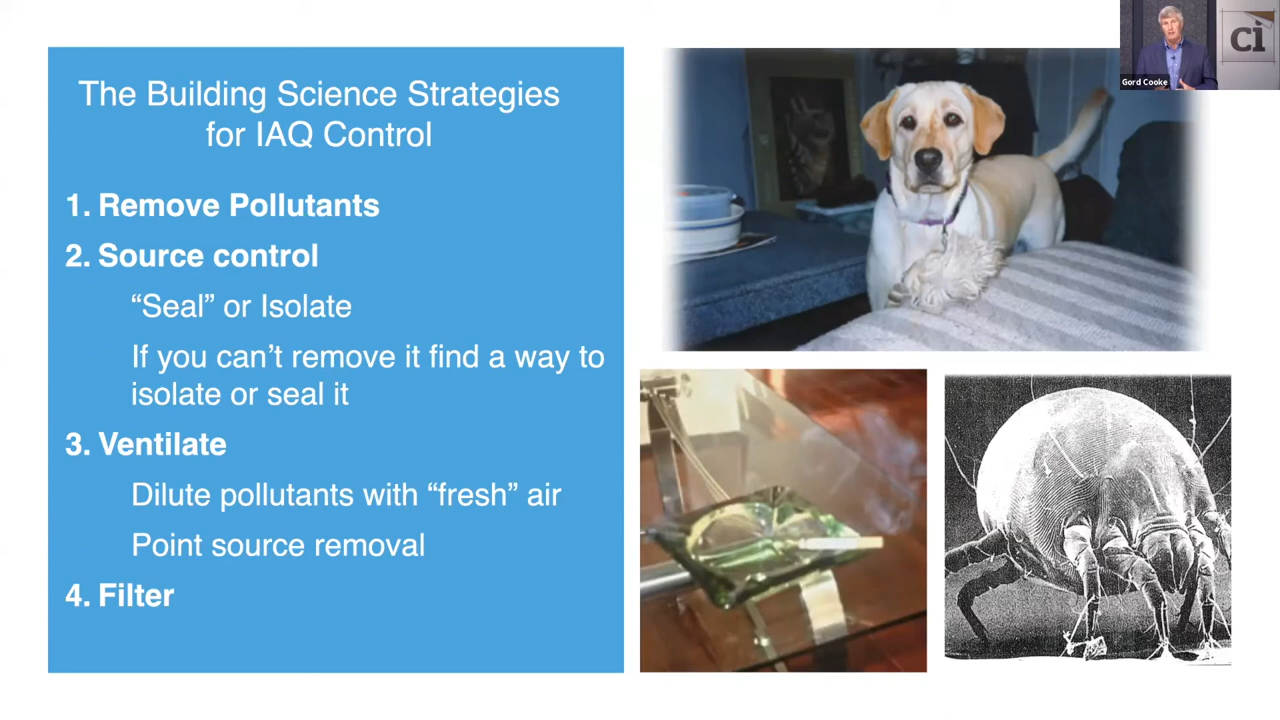 The Building Science Strategies
for IAQ Control
1. Remove Pollutants
2. Source control
“Seal” or Isolate
If you can’t remove it find a way to
isolate or seal it
3. Ventilate
Dilute pollutants with “fresh” air
Point source removal
4. Filter
Gord Cooke
ci